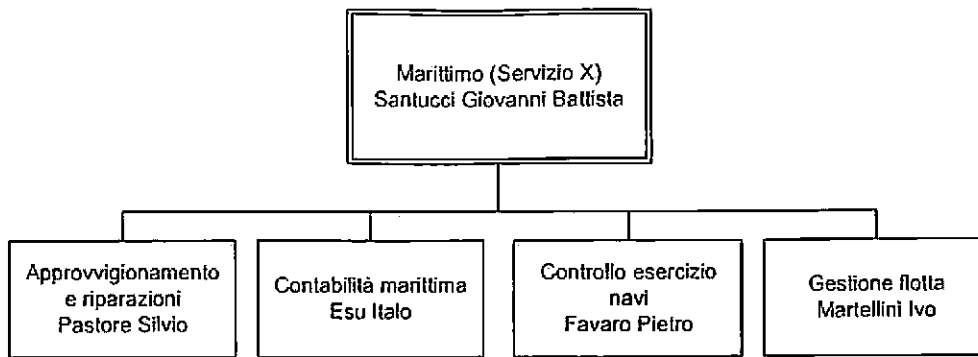 Marittimo (Servizio X)
Santucci Giovanni Battista
Approvvigionamento
e riparazioni
Pastore Silvio
Contabilità marittima
Esu Italo
Controllo esercizio
navi
Favaro Pietro
Gestione flotta
Martellini Ivo